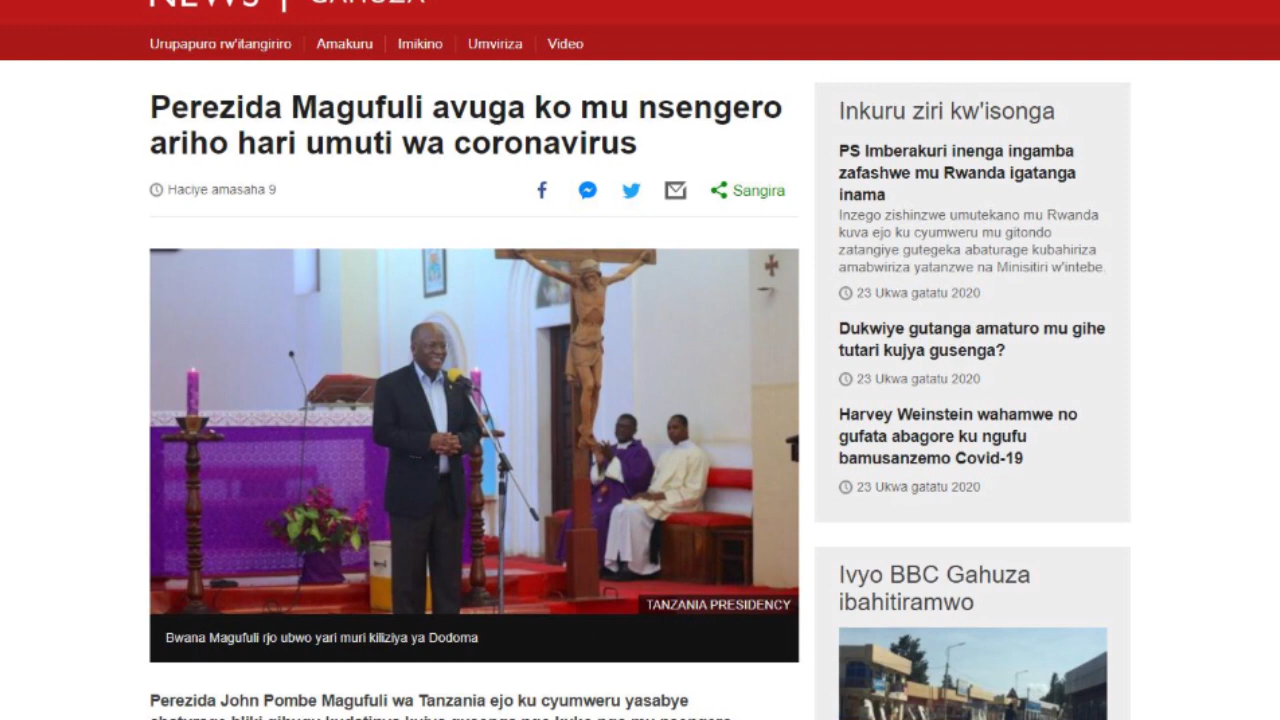 NEWS | GAHUZA
Urupapuro rw'itangiriro
Amakuru
Imikino
Umviriza
Video
Perezida Magufuli avuga ko mu nsengero
ariho hari umuti wa coronavirus
Haciye amasaha 9
Sangira
TANZANIA PRESIDENCY
Bwana Magufuli rjo ubwo yari muri kiliziya ya Dodoma
Perezida John Pombe Magufuli wa Tanzania ejo ku cyumweru yasabye
Inkuru ziri kw'isonga
PS Imberakuri inenga ingamba
zafashwe mu Rwanda igatanga
inama
Inzego zishinzwe umutekano mu Rwanda
kuva ejo ku cyumweru mu gitondo
zatangiye gutegeka abaturage kubahiriza
amabwiriza yatanzwe na Minisitiri w'intebe.
23 Ukwa gatatu 2020
Dukwiye gutanga amaturo mu gihe
tutari kujya gusenga?
23 Ukwa gatatu 2020
Harvey Weinstein wahamwe no
gufata abagore ku ngufu
bamusanzemo Covid-19
23 Ukwa gatatu 2020
Ivyo BBC Gahuza
ibahitiramwo